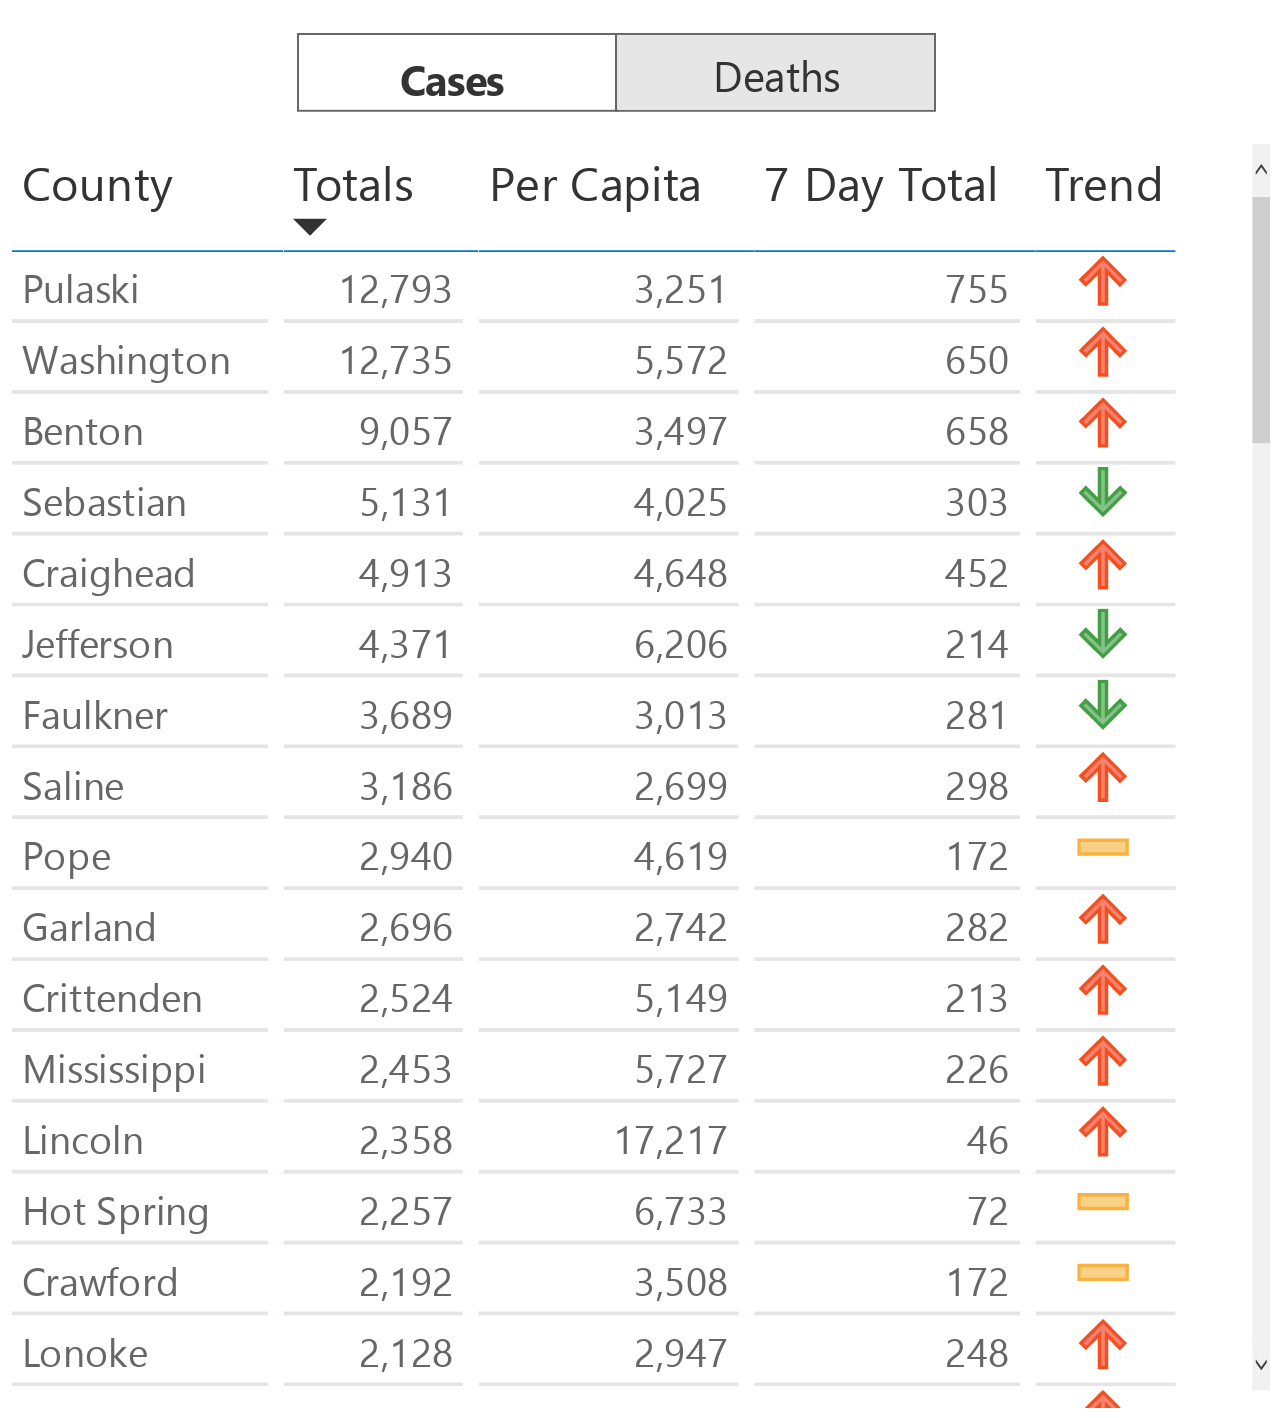 Cases Deaths
County Totals Per Capita 7 Day Total Trend
Pulaski 12,793 3,251 755
Washington 12,735 5,572 650
Benton 9,057 3,497 658
Sebastian 5,131 4,025 303
Craighead 4,913 4,648 452
Jefferson 4,371 6,206 214
Faulkner 3,689 3,013 281
Saline 3,186 2,699 298
Pope 2,940 4,619 172
Garland 2,696 2,742 282
Crittenden 2,524 5,149 213
Mississippi 2,453 5,727 226
Lincoln 2,358 17,217 46
Hot Spring 2,257 6,733 72
Crawford 2,192 3,508 172
Lonoke 2,128 2,947 248